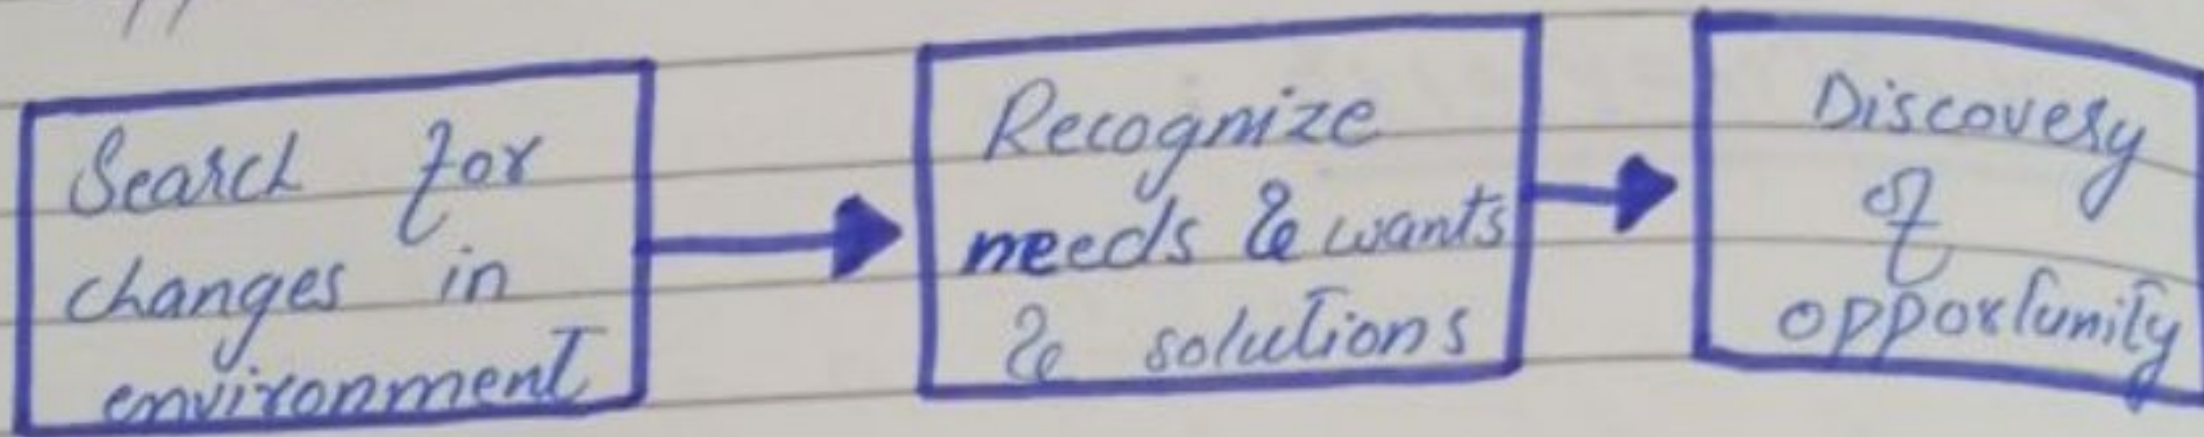 Search for
changes in
environment
Recognize
needs & wants
& solutions
Discovery
of
opportunity